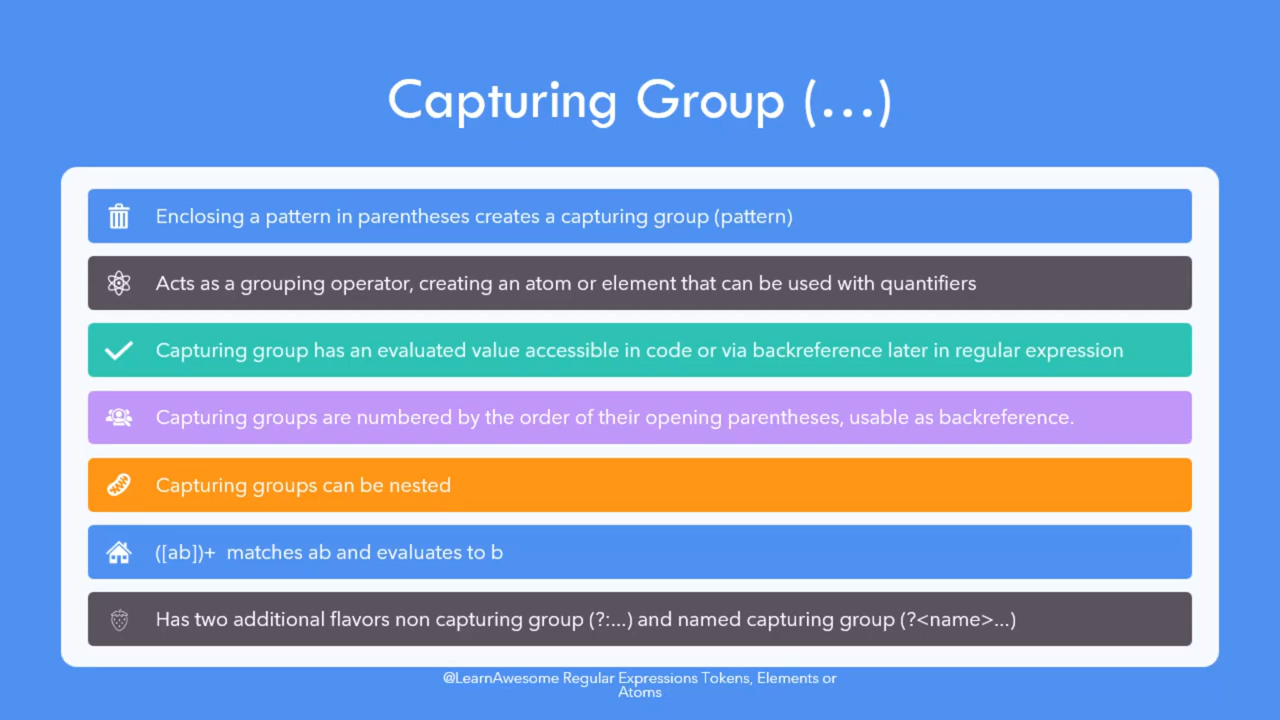 Capturing Group (...)
Enclosing a pattern in parentheses creates a capturing group (pattern)
Acts as a grouping operator, creating an atom or element that can be used with quantifiers
Capturing group has an evaluated value accessible in code or via backreference later in regular expression
Capturing groups are numbered by the order of their opening parentheses, usable as backreference.
Capturing groups can be nested
([ab])+  matches ab and evaluates to b
Has two additional flavors non capturing group (?:...) and named capturing group (?<name>...)
@LearnAwesome Regular Expressions Tokens, Elements or
Atoms